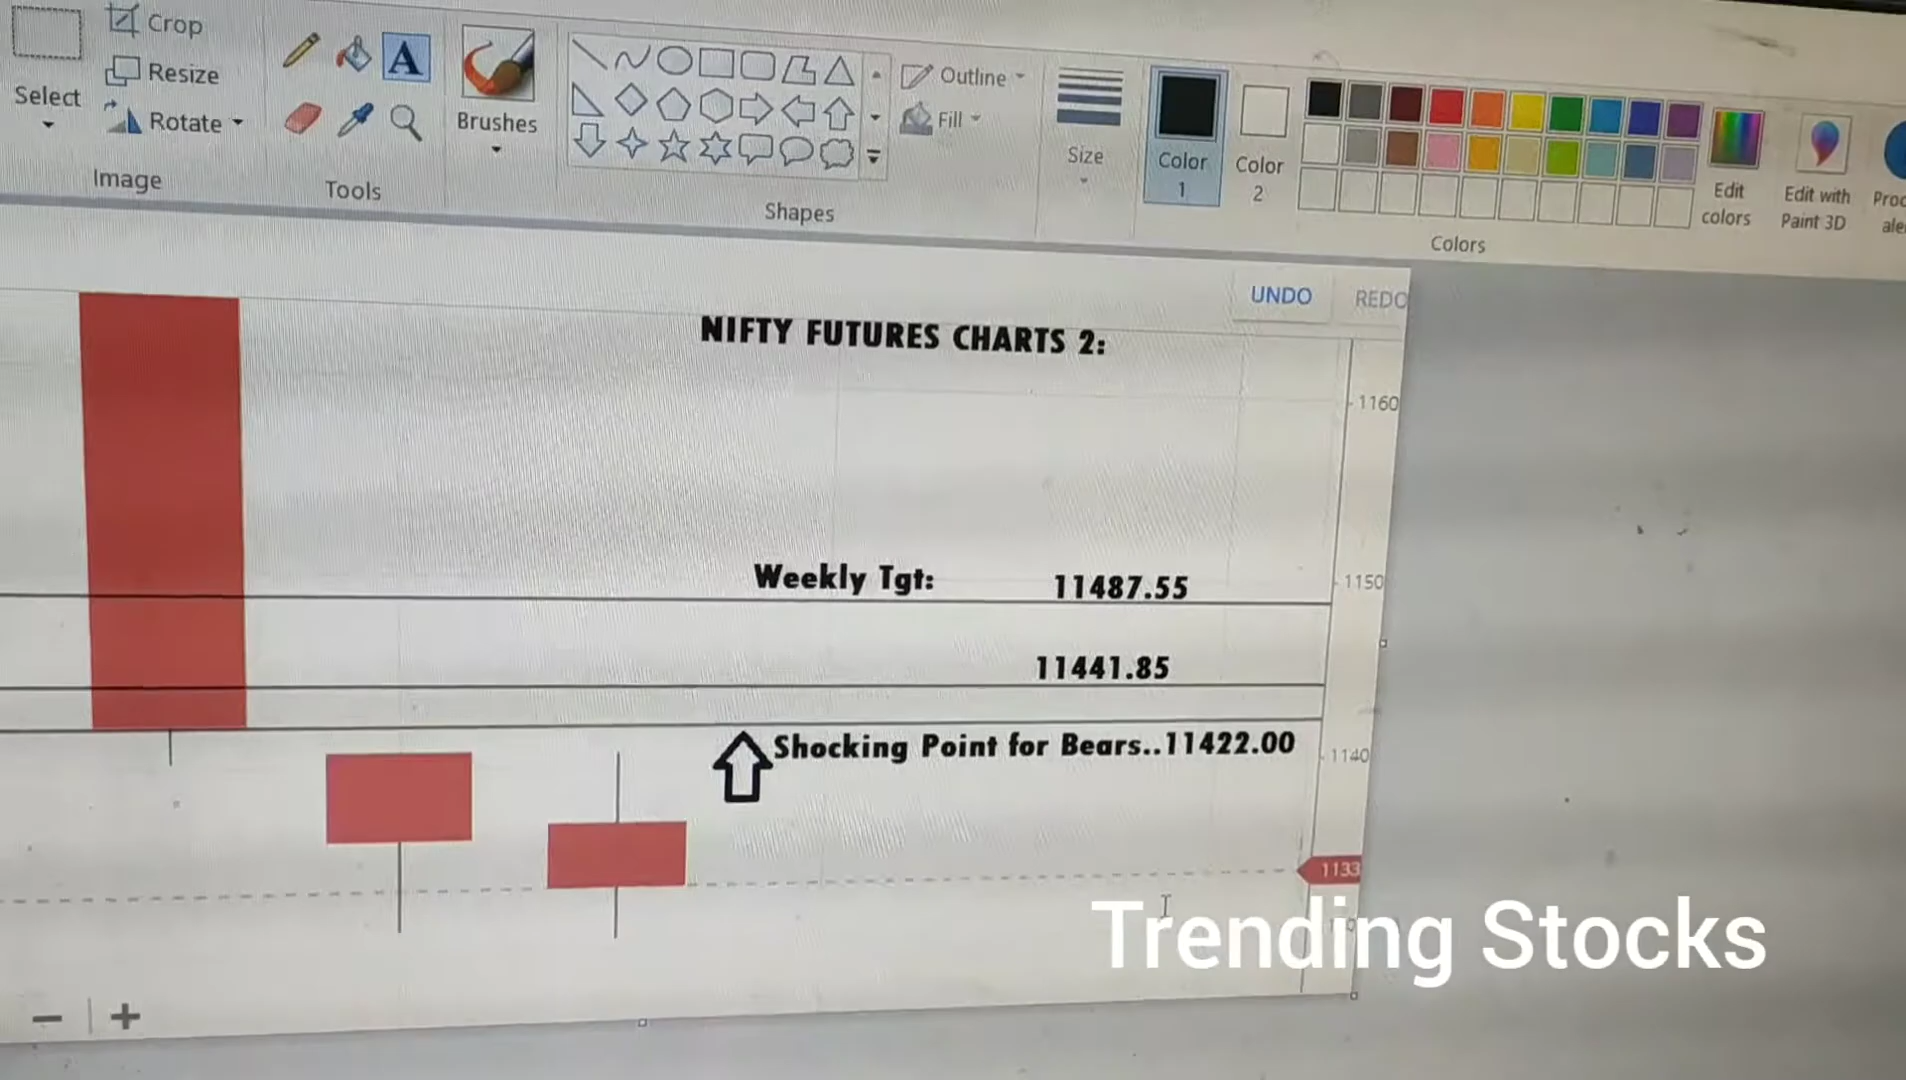 Crop
Resize
Select
Rotate
Image
A
Tools
Brushes
Shapes
Outline
Fill
Size
Color
1
Color
2
Colors
Edit
colors
Edit with
Paint 3D
UNDO
REDO
NIFTY FUTURES CHARTS 2:
1160
Weekly Tgt:
11487.55
1150
11441.85
Shocking Point for Bears..11422.00
1140
1133
Trending Stocks